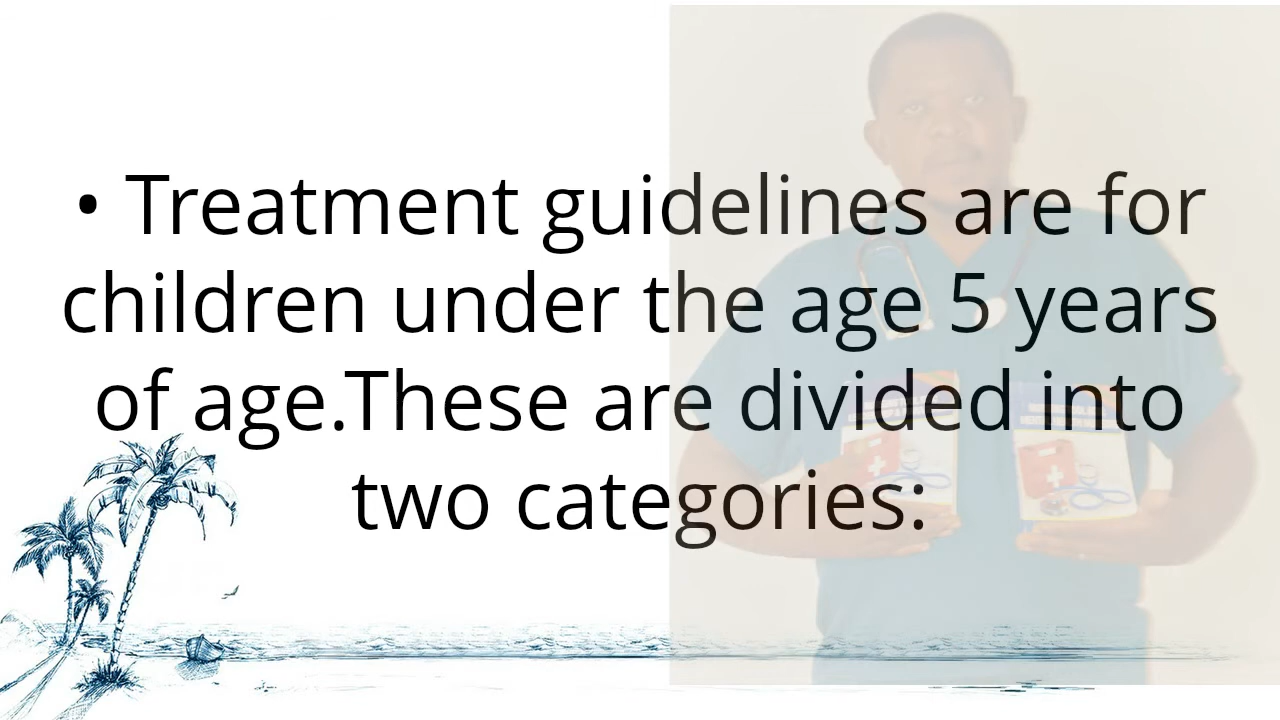 • Treatment guidelines are for
children under the age 5 years
of age.These are divided into
two categories: